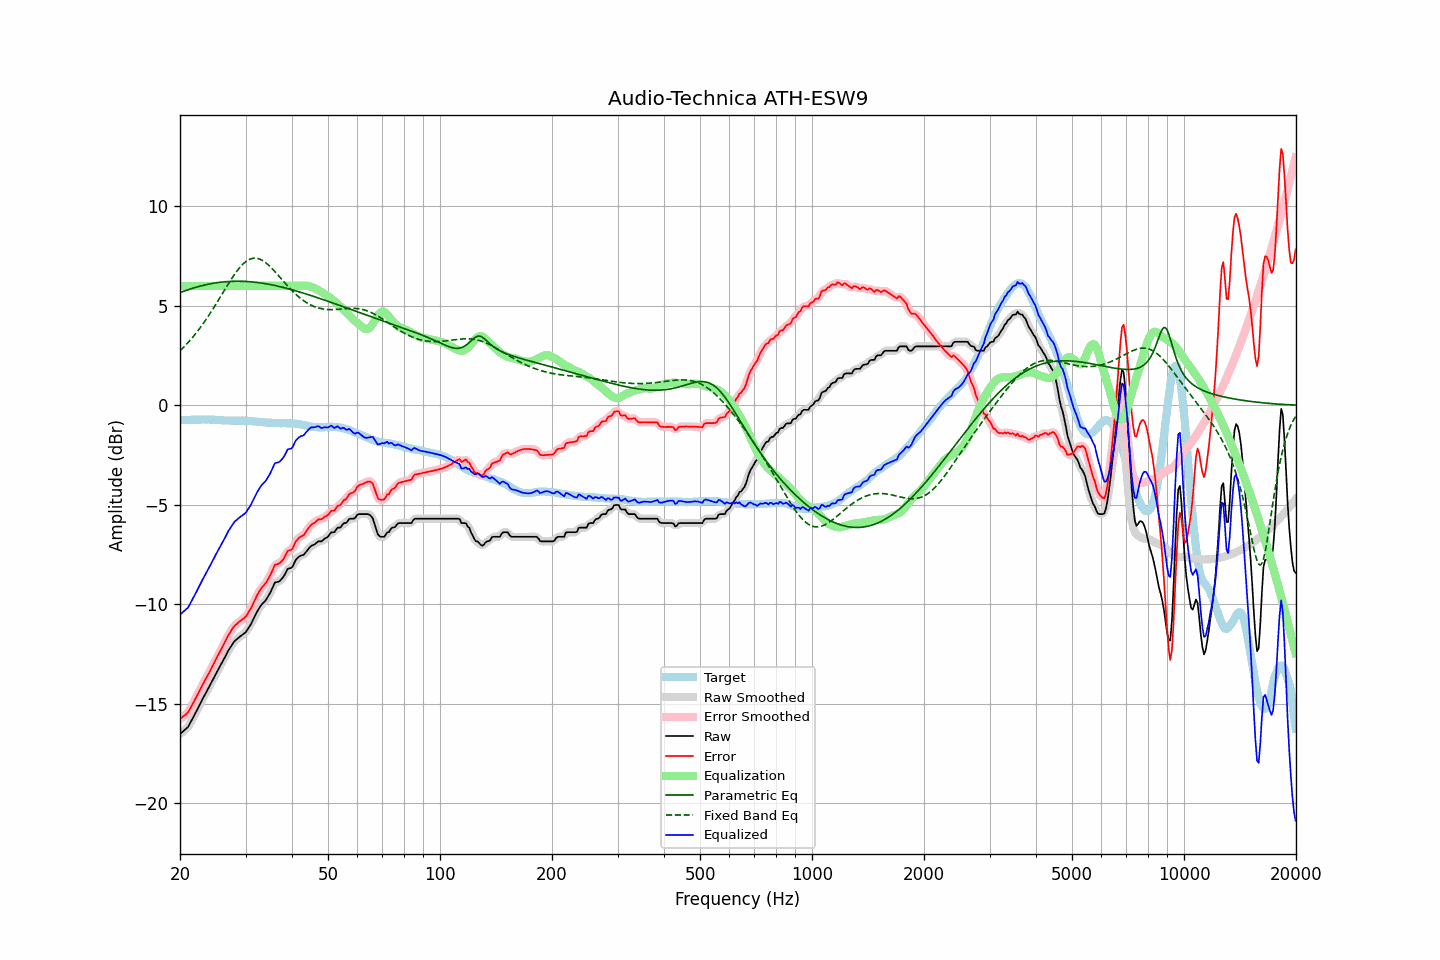 Audio-Technica ATH-ESW9
Amplitude (dBr)
10
5
0
−5
−10
−15
−20
Target
Raw Smoothed
Error Smoothed
Raw
Error
Equalization
Parametric Eq
Fixed Band Eq
Equalized
20
50
100
200
500
1000
2000
5000
10000
20000
Frequency (Hz)